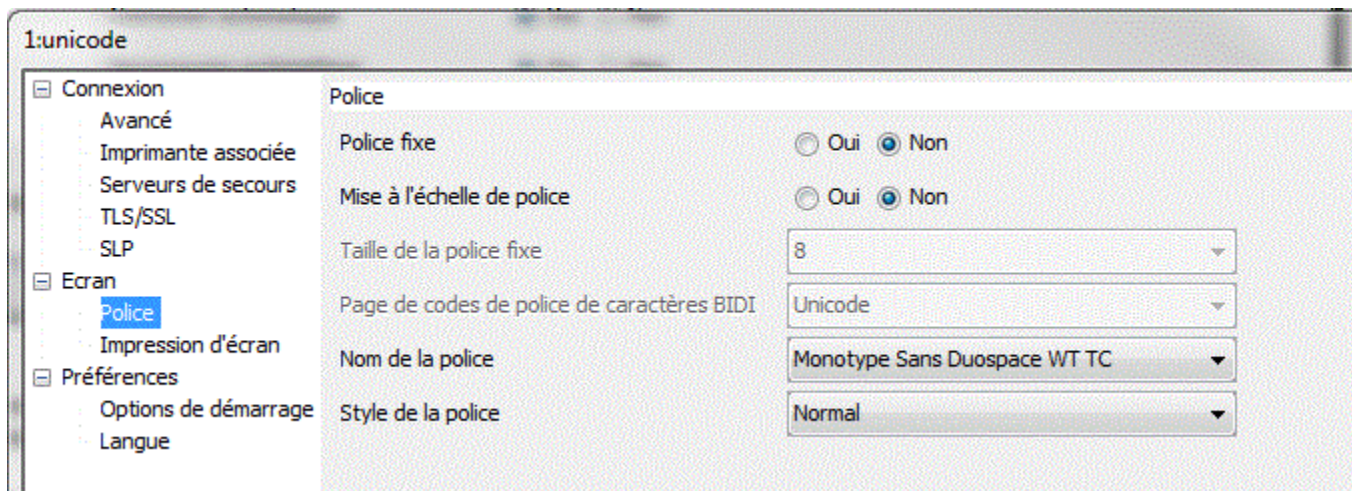 1:unicode
Connexion
Avancé
Imprimante associée
Serveurs de secours
TLS/SSL
SLP
Ecran
Police
Impression d'écran
Préférences
Options de démarrage
Langue
Police
Police fixe Oui Non
Mise à l'échelle de police Oui Non
Taille de la police fixe 8
Page de codes de police de caractères BIDI Unicode
Nom de la police Monotype Sans Duospace WT TC
Style de la police Normal